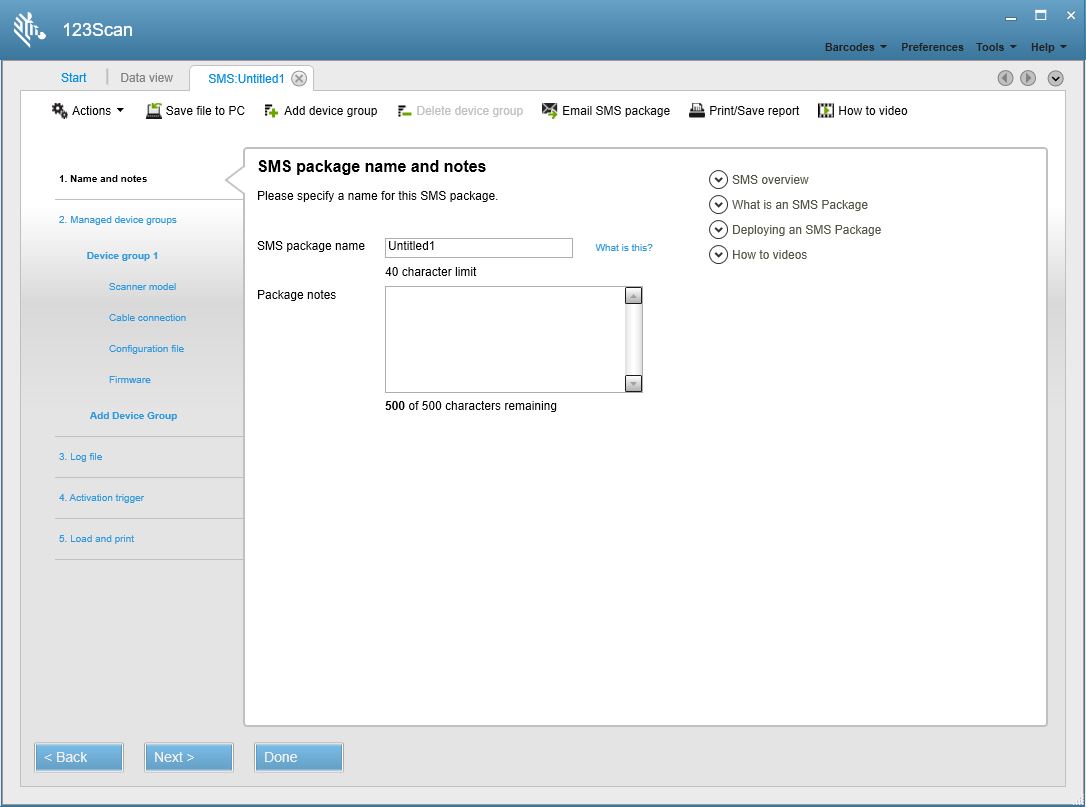 123Scan
Barcodes Preferences Tools Help
Start Data view SMS:Untitled1
Actions Save file to PC Add device group Delete device group Email SMS package Print/Save report How to video
1. Name and notes
2. Managed device groups
Device group 1
Scanner model
Cable connection
Configuration file
Firmware
Add Device Group
3. Log file
4. Activation trigger
5. Load and print
SMS package name and notes
Please specify a name for this SMS package.
SMS package name Untitled1 What is this?
40 character limit
Package notes
500 of 500 characters remaining
SMS overview
What is an SMS Package
Deploying an SMS Package
How to videos
< Back Next > Done